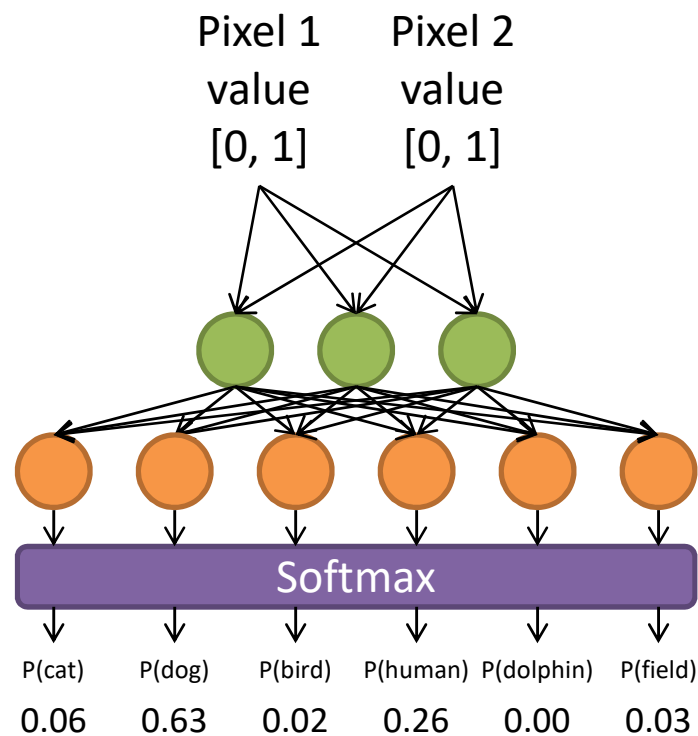 Pixel 1 Pixel 2
value value
[0, 1] [0, 1]
Softmax
P(cat) P(dog) P(bird) P(human) P(dolphin) P(field)
0.06 0.63 0.02 0.26 0.00 0.03